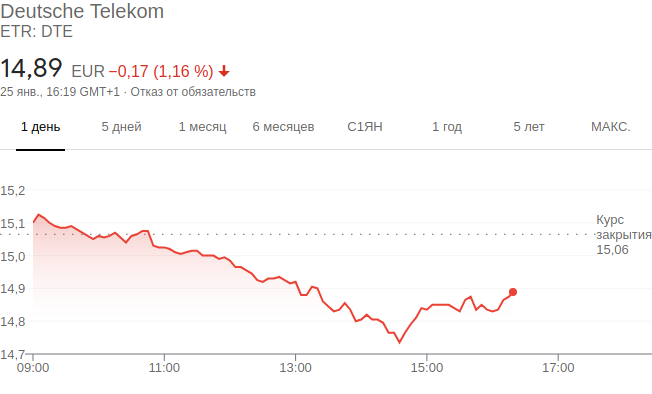 Deutsche Telekom
ETR: DTE
14,89 EUR −0,17 (1,16 %)
25 янв., 16:19 GMT+1 · Отказ от обязательств
1 день 5 дней 1 месяц 6 месяцев С1ЯН 1 год 5 лет МАКС.
15,2
15,1
15,0
14,9
14,8
14,7
Курс
закрытия
15,06
09:00 11:00 13:00 15:00 17:00